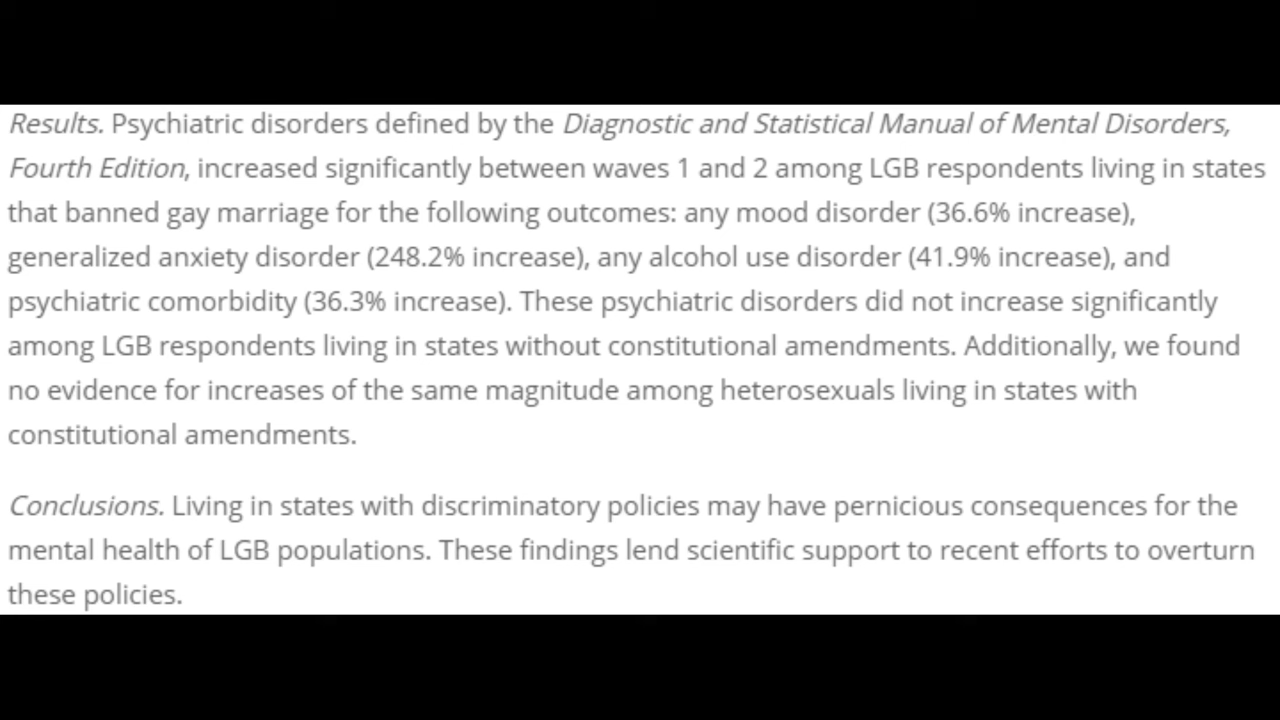 Results. Psychiatric disorders defined by the Diagnostic and Statistical Manual of Mental Disorders,
Fourth Edition, increased significantly between waves 1 and 2 among LGB respondents living in states
that banned gay marriage for the following outcomes: any mood disorder (36.6% increase),
generalized anxiety disorder (248.2% increase), any alcohol use disorder (41.9% increase), and
psychiatric comorbidity (36.3% increase). These psychiatric disorders did not increase significantly
among LGB respondents living in states without constitutional amendments. Additionally, we found
no evidence for increases of the same magnitude among heterosexuals living in states with
constitutional amendments.
Conclusions. Living in states with discriminatory policies may have pernicious consequences for the
mental health of LGB populations. These findings lend scientific support to recent efforts to overturn
these policies.